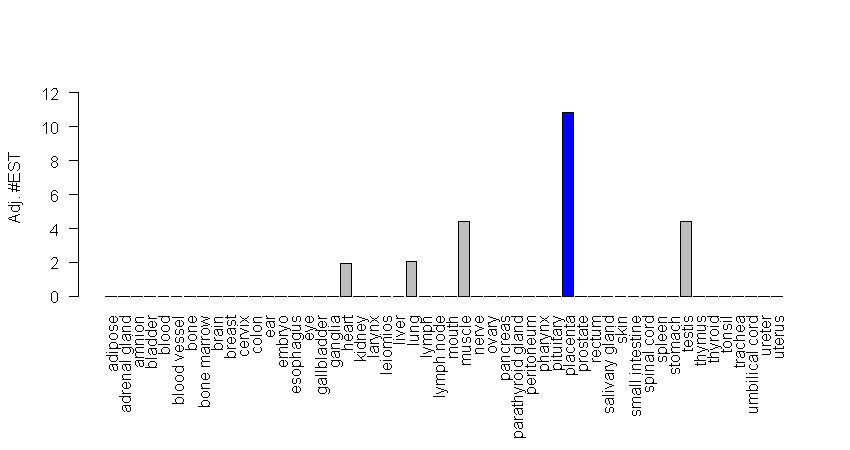 12
10
8
6
4
2
0
Adj. #EST
adipose
adrenal gland
amnion
bladder
blood
blood vessel
bone
bone marrow
brain
breast
cervix
colon
ear
embryo
esophagus
eye
gallbladder
ganglia
heart
kidney
larynx
leiomios
liver
lung
lymph
lymph node
mouth
muscle
nerve
ovary
pancreas
parathyroid gland
peritoneum
pharynx
pituitary
placenta
prostate
rectum
salivary gland
skin
small intestine
spinal cord
spleen
stomach
testis
thymus
thyroid
tonsil
trachea
umbilical cord
ureter
uterus